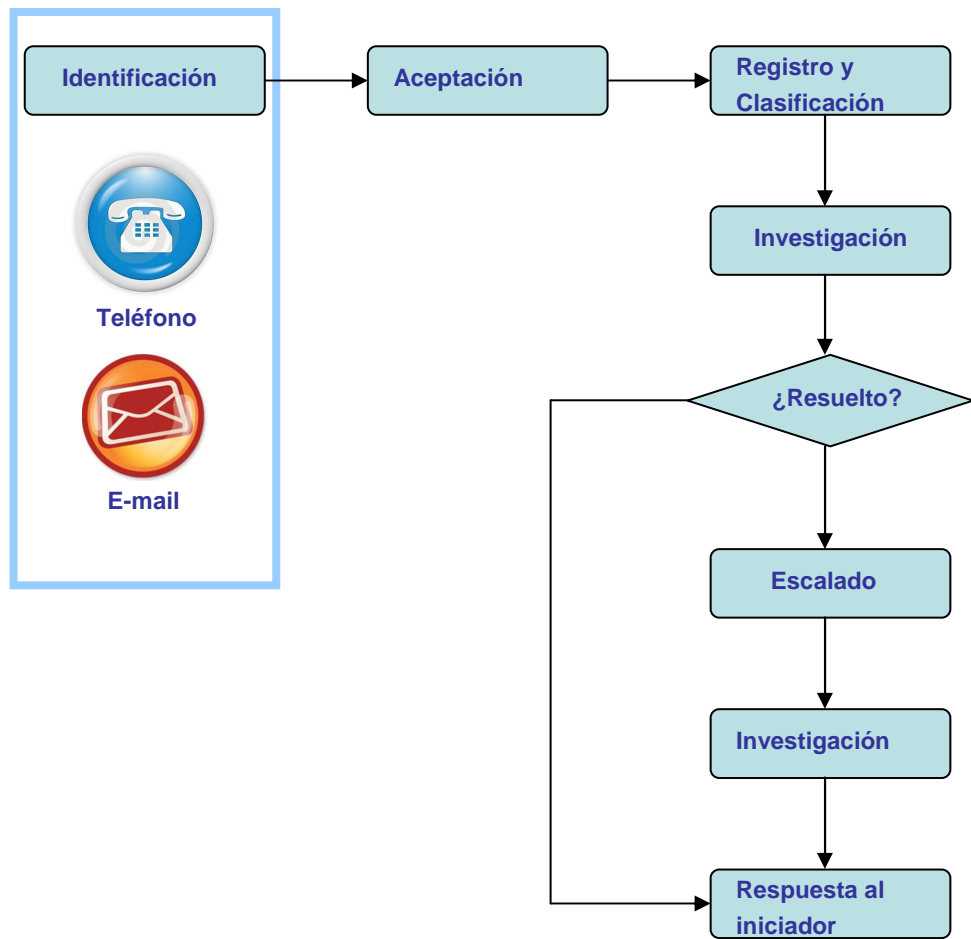 Identificación
Aceptación
Registro y
Clasificación
Teléfono
E-mail
Investigación
¿Resuelto?
Escalado
Investigación
Respuesta al
iniciador